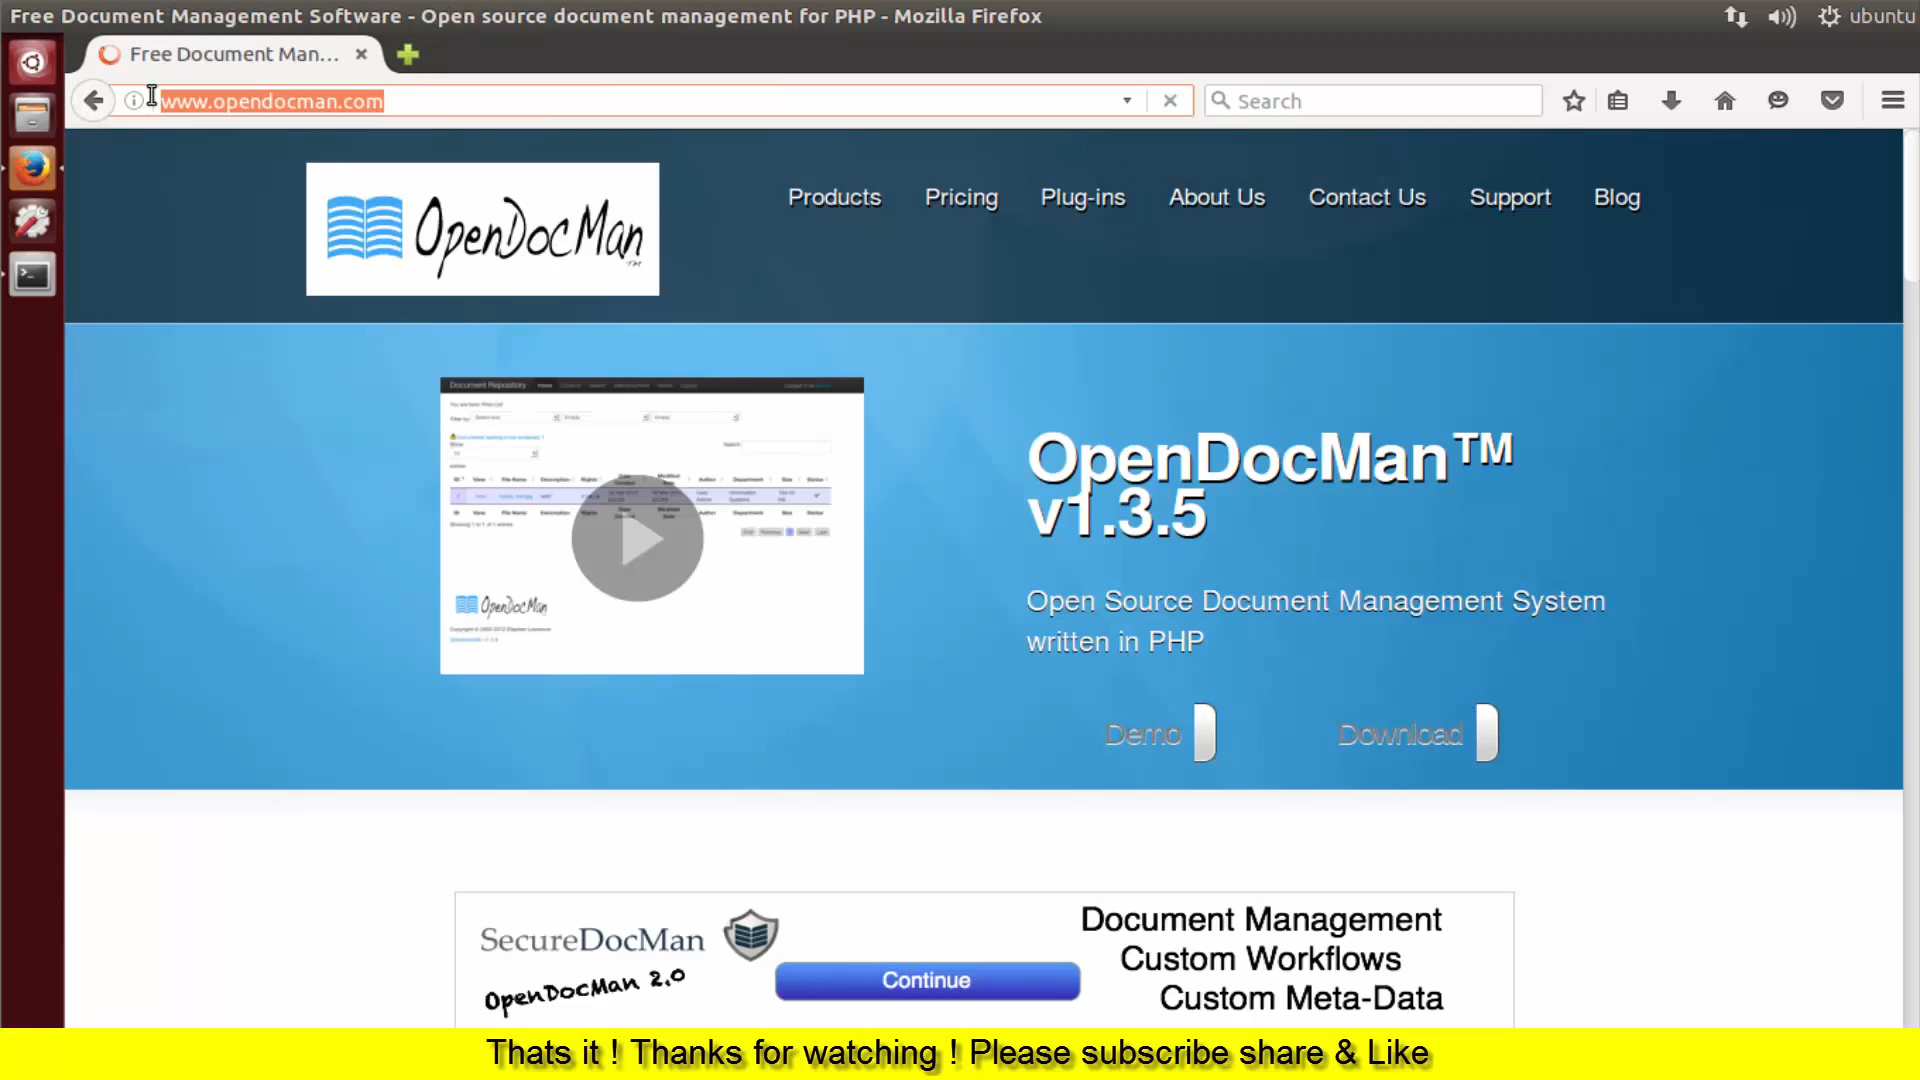 Free Document Management Software - Open source document management for PHP - Mozilla Firefox
ubuntu
Free Document Man...
www.opendocman.com
Search
OpenDocMan™
Products
Pricing
Plug-ins
About Us
Contact Us
Support
Blog
Document Repository
OpenDocMan
OpenDocMan™
v1.3.5
Open Source Document Management System
written in PHP
Demo
Download
SecureDocMan
OpenDocMan 2.0
Continue
Document Management
Custom Workflows
Custom Meta-Data
Thats it ! Thanks for watching ! Please subscribe share & Like